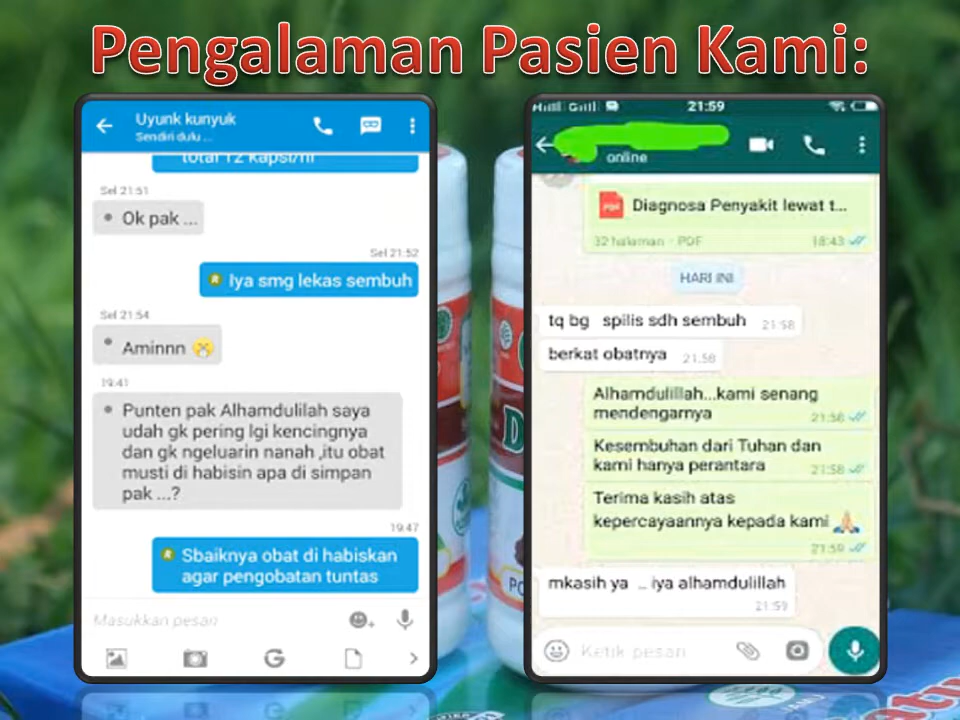 Pengalaman Pasien Kami:
Uyunk kunyuk
Sendiri dulu ...
total 12 kapsl/hr
Sel 21:51
Ok pak ...
Sel 21:52
Iya smg lekas sembuh
Sel 21:54
Aminnn
19:41
Punten pak Alhamdulilah saya
udah gk pering lgi kencingnya
dan gk ngeluarin nanah ,itu obat
musti di habisin apa di simpan
pak ...?
19:47
Sbaiknya obat di habiskan
agar pengobatan tuntas
Masukkan pesan
21:59
online
PDF
Diagnosa Penyakit lewat t...
32 halaman · PDF
18:43
HARI INI
tq bg spilis sdh sembuh
21:58
berkat obatnya
21:58
Alhamdulillah...kami senang
mendengarnya
21:58
Kesembuhan dari Tuhan dan
kami hanya perantara
21:58
Terima kasih atas
kepercayaannya kepada kami
21:59
mkasih ya ... iya alhamdulillah
21:59
Ketik pesan